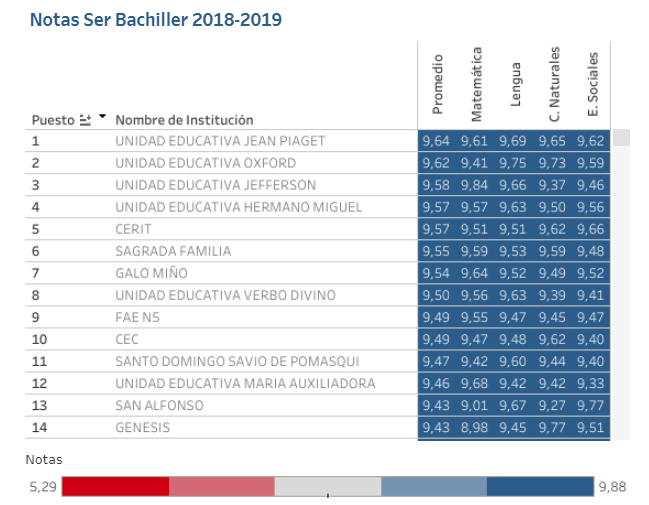 Notas Ser Bachiller 2018-2019
Puesto Nombre de Institución Promedio Matemática Lengua C. Naturales E. Sociales
1 UNIDAD EDUCATIVA JEAN PIAGET 9,64 9,61 9,69 9,65 9,62
2 UNIDAD EDUCATIVA OXFORD 9,62 9,41 9,75 9,73 9,59
3 UNIDAD EDUCATIVA JEFFERSON 9,58 9,84 9,66 9,37 9,46
4 UNIDAD EDUCATIVA HERMANO MIGUEL 9,57 9,57 9,63 9,50 9,56
5 CERIT 9,57 9,51 9,51 9,62 9,66
6 SAGRADA FAMILIA 9,55 9,59 9,53 9,59 9,48
7 GALO MIÑO 9,54 9,64 9,52 9,49 9,52
8 UNIDAD EDUCATIVA VERBO DIVINO 9,50 9,56 9,63 9,39 9,41
9 FAE N5 9,49 9,55 9,47 9,45 9,47
10 CEC 9,49 9,47 9,48 9,62 9,40
11 SANTO DOMINGO SAVIO DE POMASQUI 9,47 9,42 9,60 9,44 9,40
12 UNIDAD EDUCATIVA MARIA AUXILIADORA 9,46 9,68 9,42 9,42 9,33
13 SAN ALFONSO 9,43 9,01 9,67 9,27 9,77
14 GENESIS 9,43 8,98 9,45 9,77 9,51
Notas
5,29 9,88